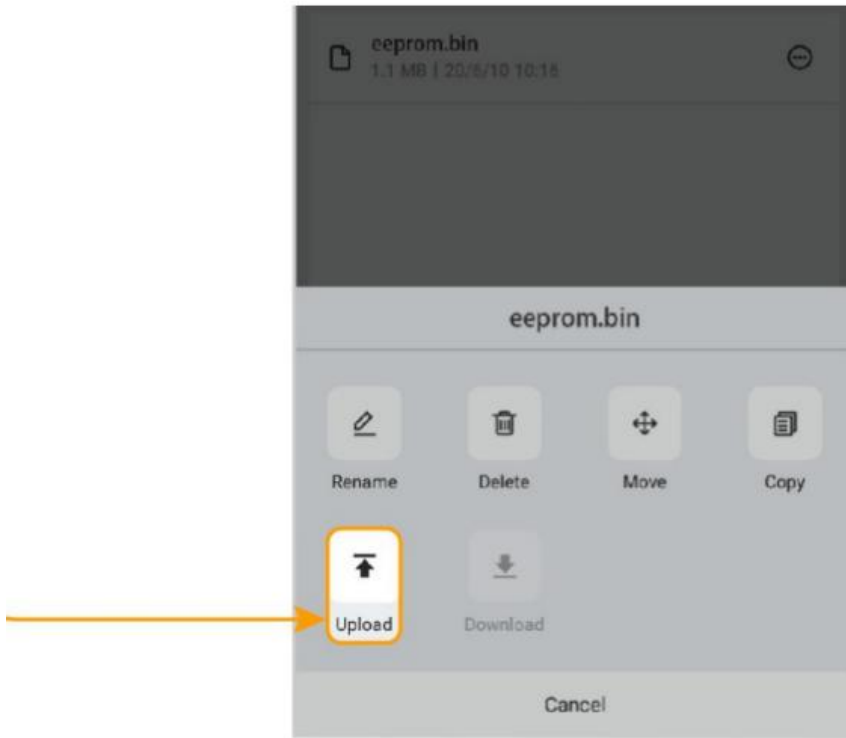 eeprom.bin
1.1 MB | 20/6/10 10:16
eeprom.bin
Rename Delete Move Copy
Upload Download
Cancel